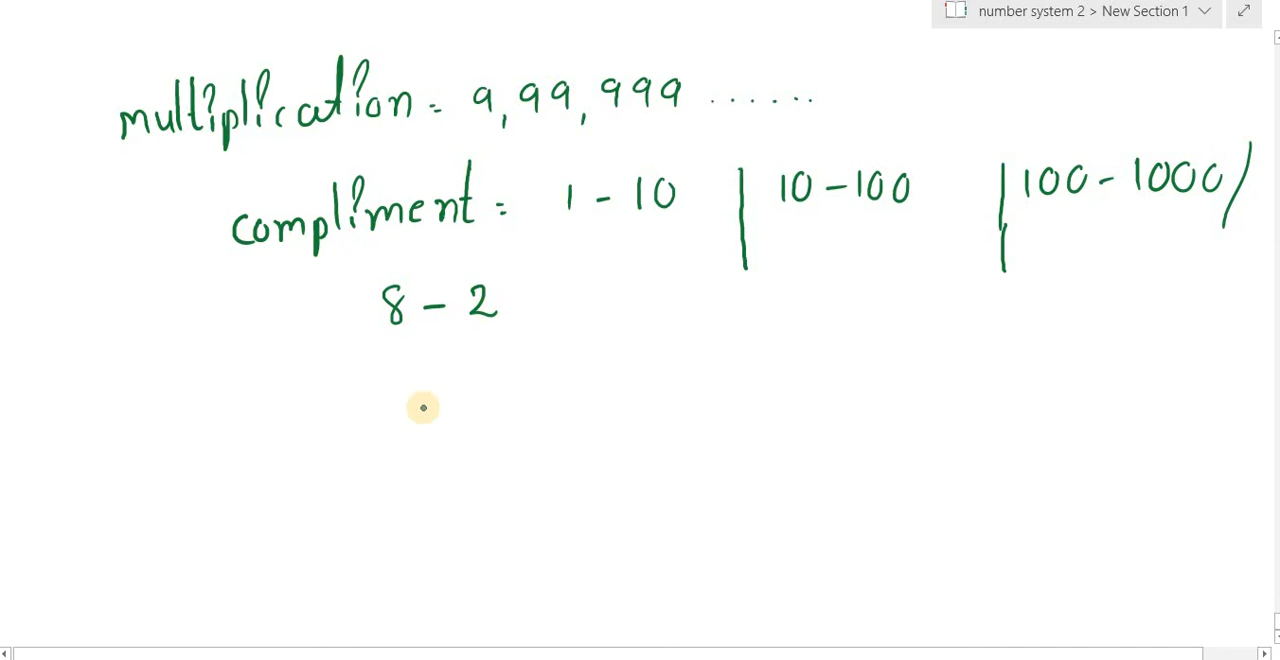 number system 2 > New Section 1
multiplication = 9, 99, 999 ......
compliment = 1 - 10 | 10 - 100 | 100 - 1000 /
8 - 2